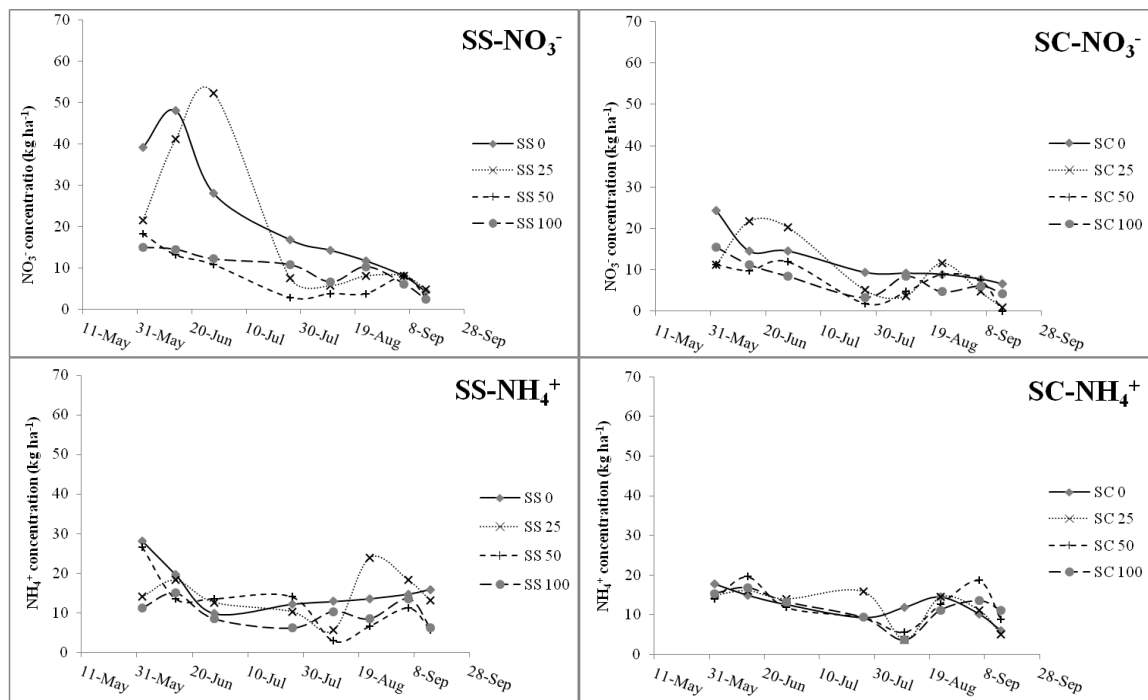 SS-NO₃⁻
NO₃⁻ concentratio (kg ha⁻¹)
70
60
50
40
30
20
10
0
11-May 31-May 20-Jun 10-Jul 30-Jul 19-Aug 8-Sep 28-Sep
SS 0
SS 25
SS 50
SS 100
SC-NO₃⁻
NO₃⁻ concentration (kg ha⁻¹)
70
60
50
40
30
20
10
0
11-May 31-May 20-Jun 10-Jul 30-Jul 19-Aug 8-Sep 28-Sep
SC 0
SC 25
SC 50
SC 100
SS-NH₄⁺
NH₄⁺ concentration (kg ha⁻¹)
70
60
50
40
30
20
10
0
11-May 31-May 20-Jun 10-Jul 30-Jul 19-Aug 8-Sep 28-Sep
SS 0
SS 25
SS 50
SS 100
SC-NH₄⁺
NH₄⁺ concentration (kg ha⁻¹)
70
60
50
40
30
20
10
0
11-May 31-May 20-Jun 10-Jul 30-Jul 19-Aug 8-Sep 28-Sep
SC 0
SC 25
SC 50
SC 100